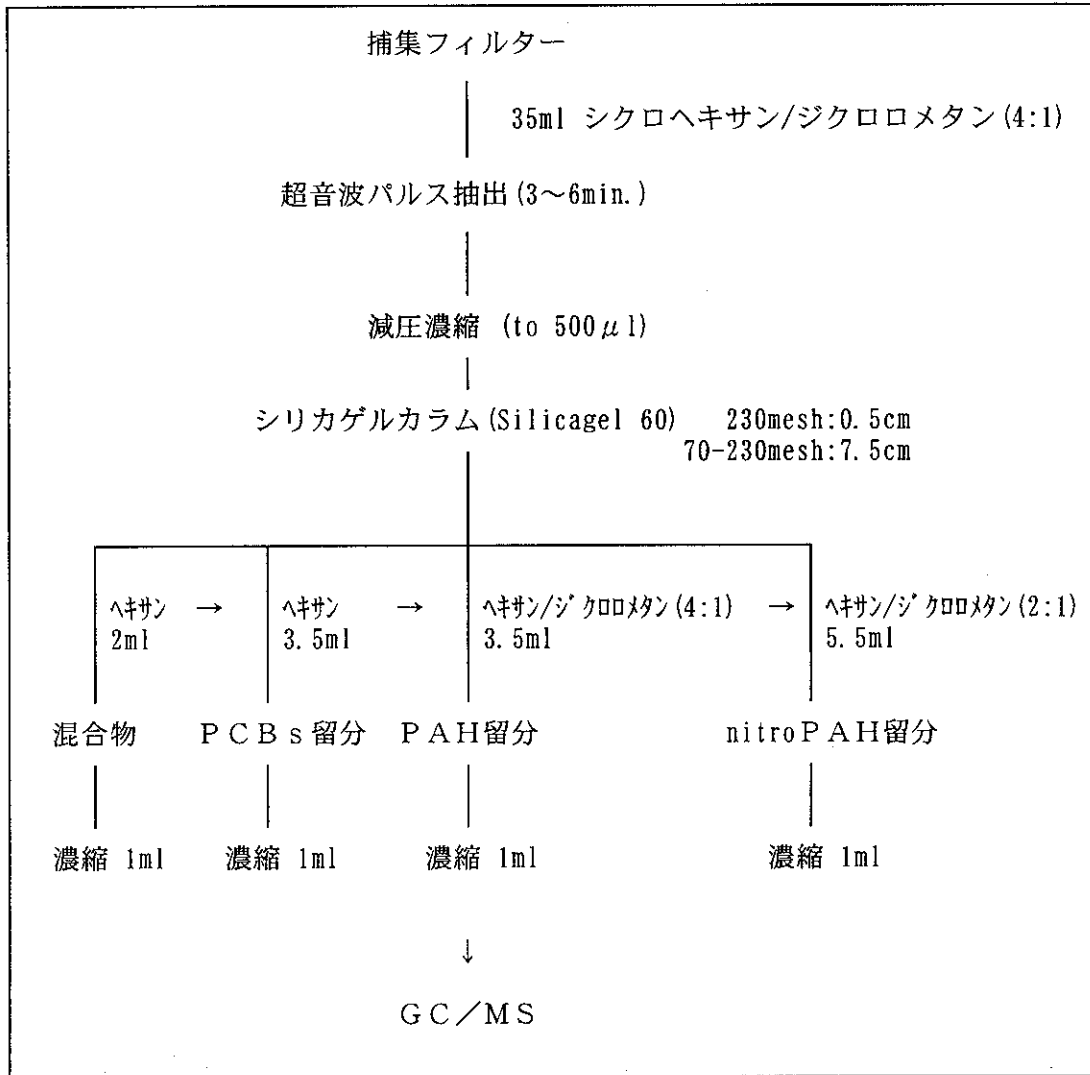 捕集フィルター
35ml シクロヘキサン/ジクロロメタン(4:1)
超音波パルス抽出(3〜6min.)
減圧濃縮 (to 500μl)
シリカゲルカラム(Silicagel 60) 230mesh:0.5cm
70-230mesh:7.5cm
ヘキサン → ヘキサン → ヘキサン/ジクロロメタン(4:1) → ヘキサン/ジクロロメタン(2:1)
2ml 3.5ml 3.5ml 5.5ml
混合物 PCBs留分 PAH留分 nitroPAH留分
濃縮 1ml 濃縮 1ml 濃縮 1ml 濃縮 1ml
↓
GC/MS